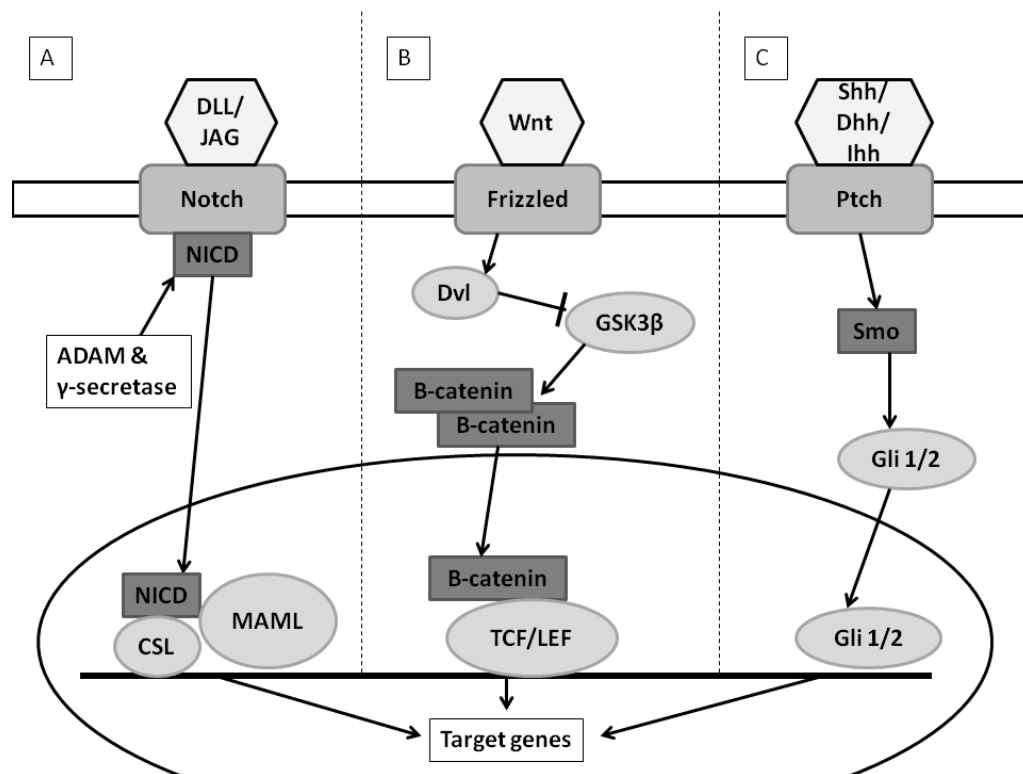 A
DLL/
JAG
Notch
NICD
ADAM &
γ-secretase
NICD
MAML
CSL
B
Wnt
Frizzled
Dvl
GSK3β
B-catenin
B-catenin
B-catenin
TCF/LEF
C
Shh/
Dhh/
Ihh
Ptch
Smo
Gli 1/2
Gli 1/2
Target genes